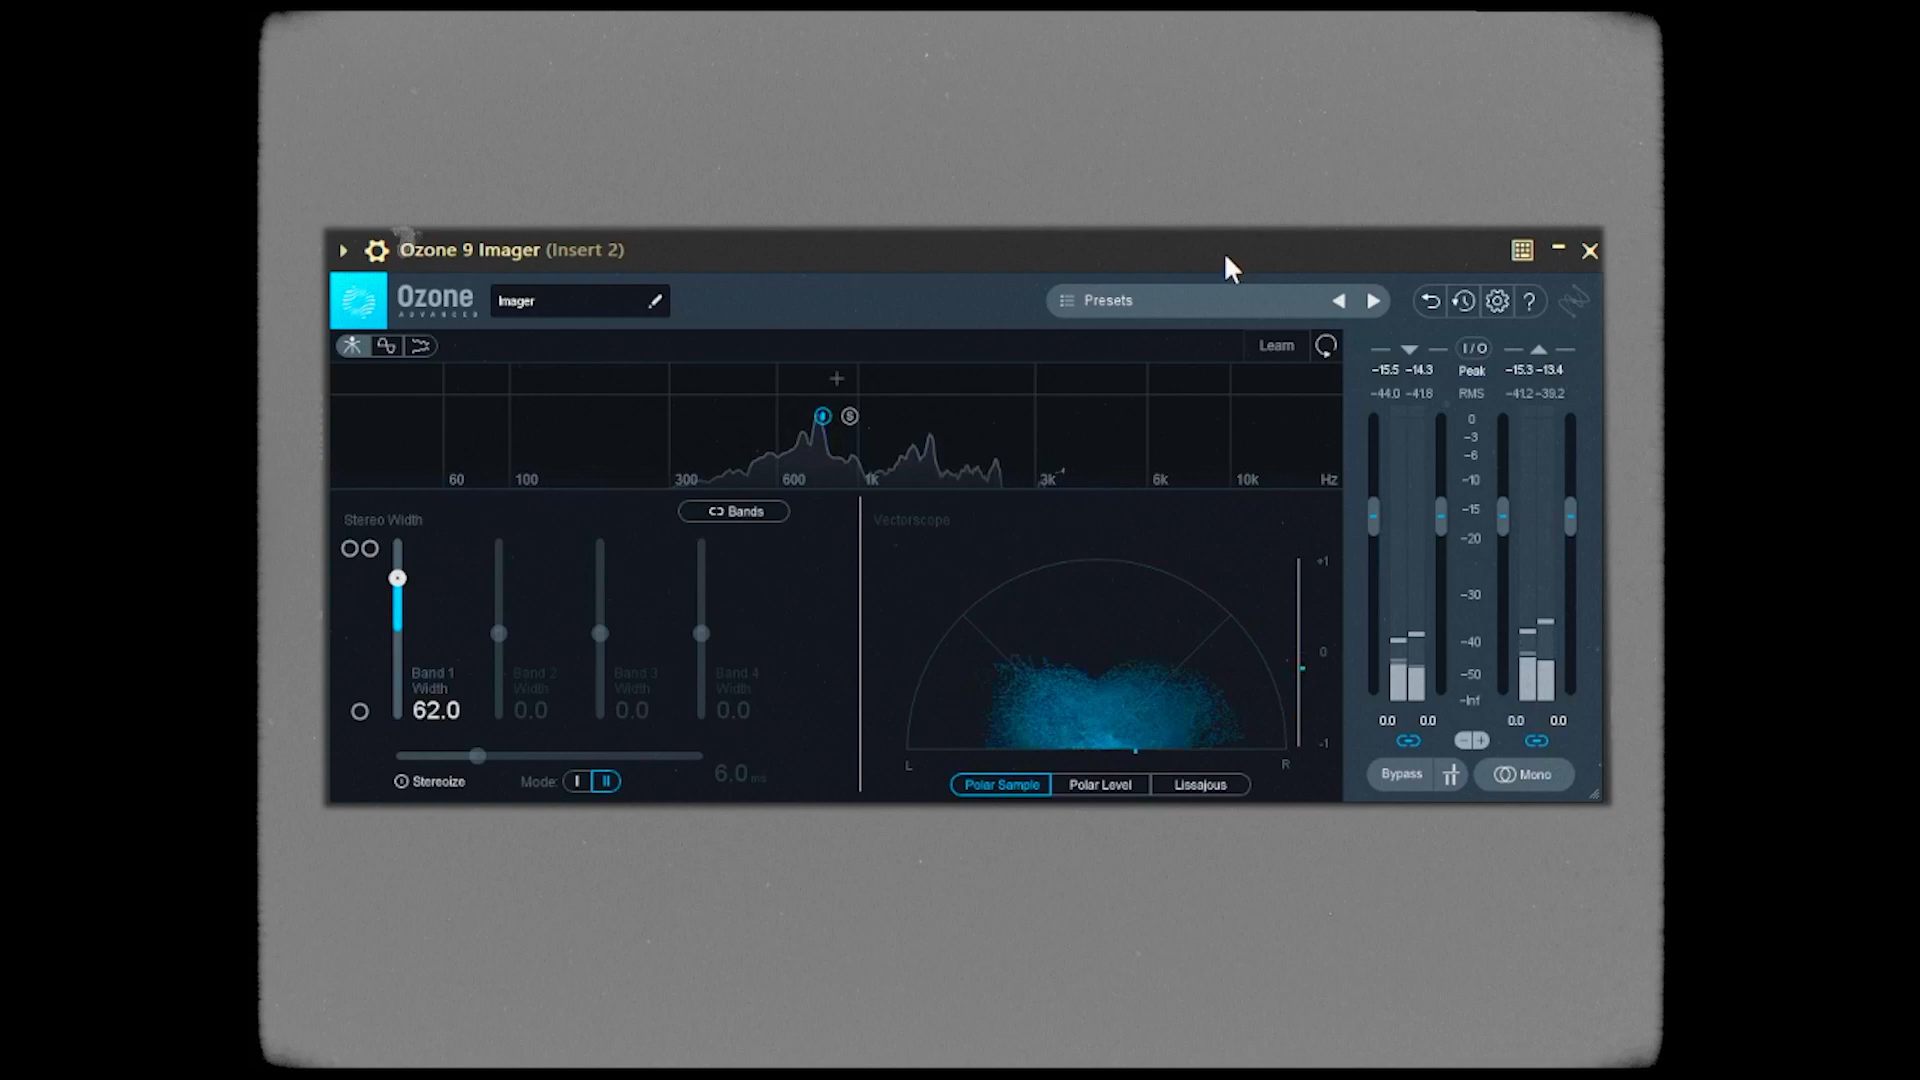 Ozone 9 Imager (Insert 2)
Ozone
ADVANCED
Imager
Presets
?
Learn
I/O
-15.5 -14.3 Peak -15.3 -13.4
-44.0 -41.8 RMS -41.2 -39.2
S
60 100 300 600 1k 3k 6k 10k Hz
0
-3
-6
-10
-15
-20
-30
-40
-50
-Inf
0.0 0.0 0.0 0.0
Bypass
Mono
Stereo Width
Bands
Band 1 Width
62.0
Band 2 Width
0.0
Band 3 Width
0.0
Band 4 Width
0.0
Stereoize
Mode: I II
6.0 ms
Vectorscope
+1
0
-1
L R
Polar Sample Polar Level Lissajous